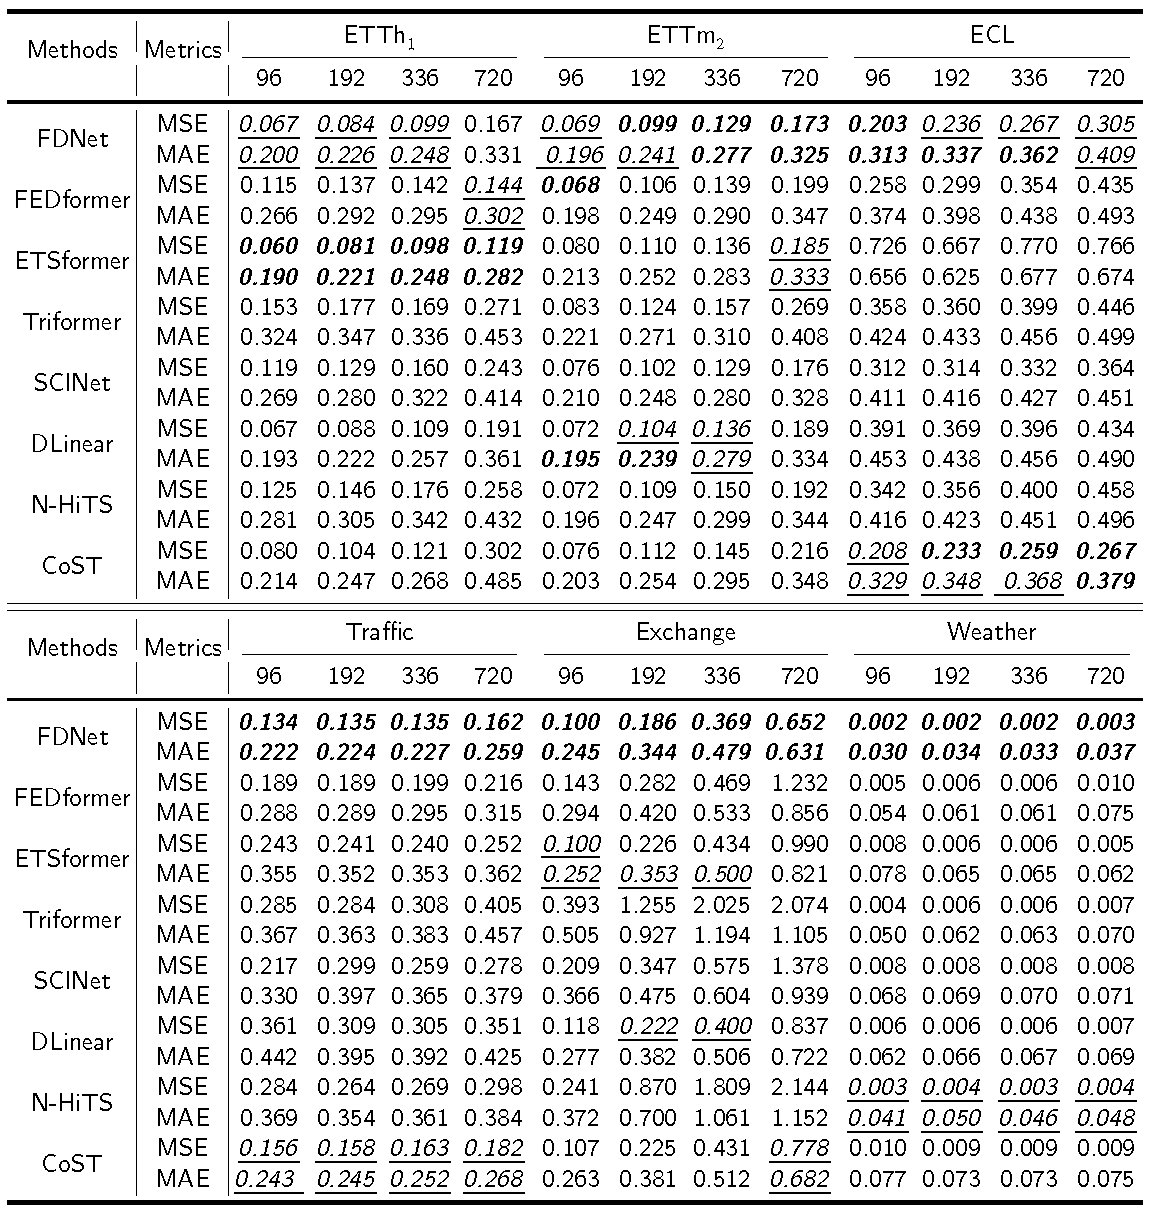 Methods Metrics ETTh1 ETTm2 ECL
96 192 336 720 96 192 336 720 96 192 336 720
FDNet MSE 0.067 0.084 0.099 0.167 0.069 0.099 0.129 0.173 0.203 0.236 0.267 0.305
MAE 0.200 0.226 0.248 0.331 0.196 0.241 0.277 0.325 0.313 0.337 0.362 0.409
FEDformer MSE 0.115 0.137 0.142 0.144 0.068 0.106 0.139 0.199 0.258 0.299 0.354 0.435
MAE 0.266 0.292 0.295 0.302 0.198 0.249 0.290 0.347 0.374 0.398 0.438 0.493
ETSformer MSE 0.060 0.081 0.098 0.119 0.080 0.110 0.136 0.185 0.726 0.667 0.770 0.766
MAE 0.190 0.221 0.248 0.282 0.213 0.252 0.283 0.333 0.656 0.625 0.677 0.674
Triformer MSE 0.153 0.177 0.169 0.271 0.083 0.124 0.157 0.269 0.358 0.360 0.399 0.446
MAE 0.324 0.347 0.336 0.453 0.221 0.271 0.310 0.408 0.424 0.433 0.456 0.499
SCINet MSE 0.119 0.129 0.160 0.243 0.076 0.102 0.129 0.176 0.312 0.314 0.332 0.364
MAE 0.269 0.280 0.322 0.414 0.210 0.248 0.280 0.328 0.411 0.416 0.427 0.451
DLinear MSE 0.067 0.088 0.109 0.191 0.072 0.104 0.136 0.189 0.391 0.369 0.396 0.434
MAE 0.193 0.222 0.257 0.361 0.195 0.239 0.279 0.334 0.453 0.438 0.456 0.490
N-HiTS MSE 0.125 0.146 0.176 0.258 0.072 0.109 0.150 0.192 0.342 0.356 0.400 0.458
MAE 0.281 0.305 0.342 0.432 0.196 0.247 0.299 0.344 0.416 0.423 0.451 0.496
CoST MSE 0.080 0.104 0.121 0.302 0.076 0.112 0.145 0.216 0.208 0.233 0.259 0.267
MAE 0.214 0.247 0.268 0.485 0.203 0.254 0.295 0.348 0.329 0.348 0.368 0.379
Methods Metrics Traffic Exchange Weather
96 192 336 720 96 192 336 720 96 192 336 720
FDNet MSE 0.134 0.135 0.135 0.162 0.100 0.186 0.369 0.652 0.002 0.002 0.002 0.003
MAE 0.222 0.224 0.227 0.259 0.245 0.344 0.479 0.631 0.030 0.034 0.033 0.037
FEDformer MSE 0.189 0.189 0.199 0.216 0.143 0.282 0.469 1.232 0.005 0.006 0.006 0.010
MAE 0.288 0.289 0.295 0.315 0.294 0.420 0.533 0.856 0.054 0.061 0.061 0.075
ETSformer MSE 0.243 0.241 0.240 0.252 0.100 0.226 0.434 0.990 0.008 0.006 0.006 0.005
MAE 0.355 0.352 0.353 0.362 0.252 0.353 0.500 0.821 0.078 0.065 0.065 0.062
Triformer MSE 0.285 0.284 0.308 0.405 0.393 1.255 2.025 2.074 0.004 0.006 0.006 0.007
MAE 0.367 0.363 0.383 0.457 0.505 0.927 1.194 1.105 0.050 0.062 0.063 0.070
SCINet MSE 0.217 0.299 0.259 0.278 0.209 0.347 0.575 1.378 0.008 0.008 0.008 0.008
MAE 0.330 0.397 0.365 0.379 0.366 0.475 0.604 0.939 0.068 0.069 0.070 0.071
DLinear MSE 0.361 0.309 0.305 0.351 0.118 0.222 0.400 0.837 0.006 0.006 0.006 0.007
MAE 0.442 0.395 0.392 0.425 0.277 0.382 0.506 0.722 0.062 0.066 0.067 0.069
N-HiTS MSE 0.284 0.264 0.269 0.298 0.241 0.870 1.809 2.144 0.003 0.004 0.003 0.004
MAE 0.369 0.354 0.361 0.384 0.372 0.700 1.061 1.152 0.041 0.050 0.046 0.048
CoST MSE 0.156 0.158 0.163 0.182 0.107 0.225 0.431 0.778 0.010 0.009 0.009 0.009
MAE 0.243 0.245 0.252 0.268 0.263 0.381 0.512 0.682 0.077 0.073 0.073 0.075